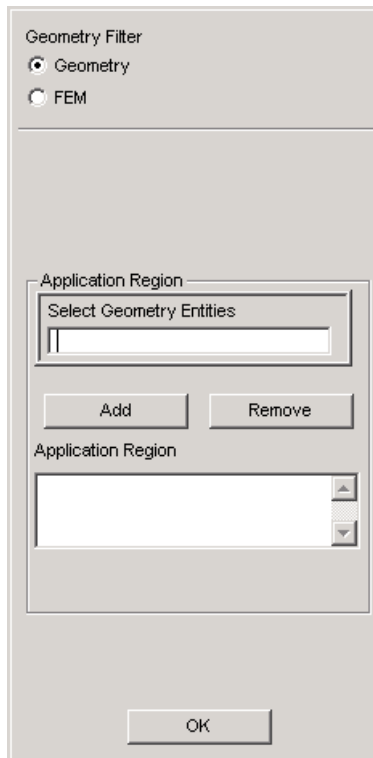 Geometry Filter
Geometry
FEM
Application Region
Select Geometry Entities
Add Remove
Application Region
OK